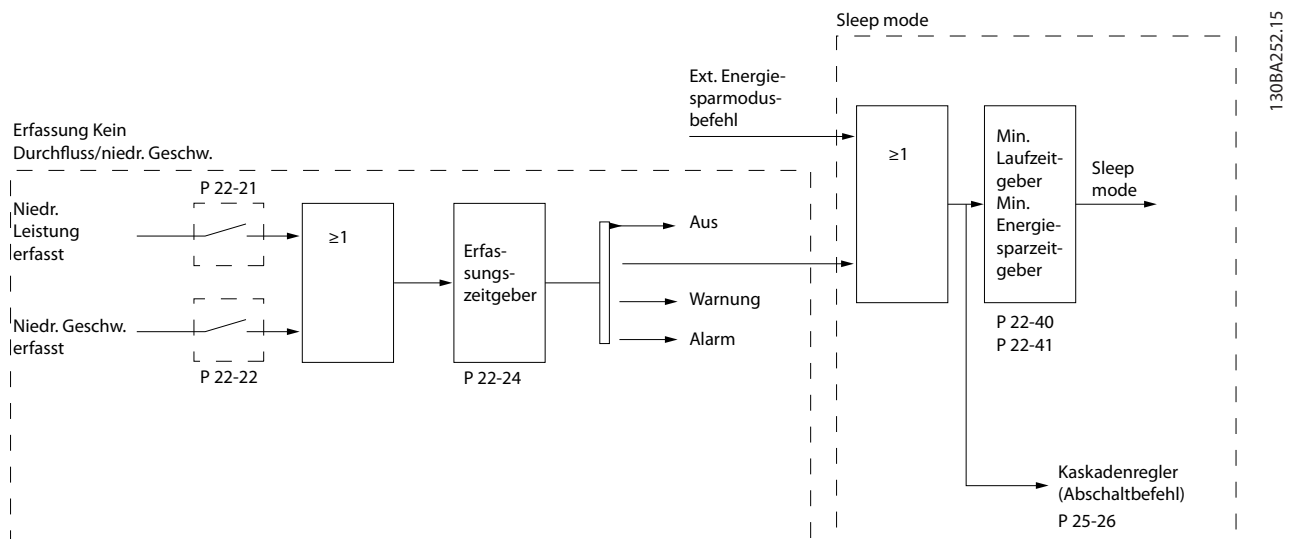 Sleep mode
130BA252.15
Ext. Energie-
sparmodus-
befehl
Erfassung Kein
Durchfluss/niedr. Geschw.
P 22-21
Niedr.
Leistung
erfasst
≥1
Erfas-
sungs-
zeitgeber
Aus
Warnung
Alarm
Niedr. Geschw.
erfasst
P 22-22
P 22-24
≥1
Min.
Laufzeit-
geber
Min.
Energie-
sparzeit-
geber
Sleep
mode
P 22-40
P 22-41
Kaskadenregler
(Abschaltbefehl)
P 25-26